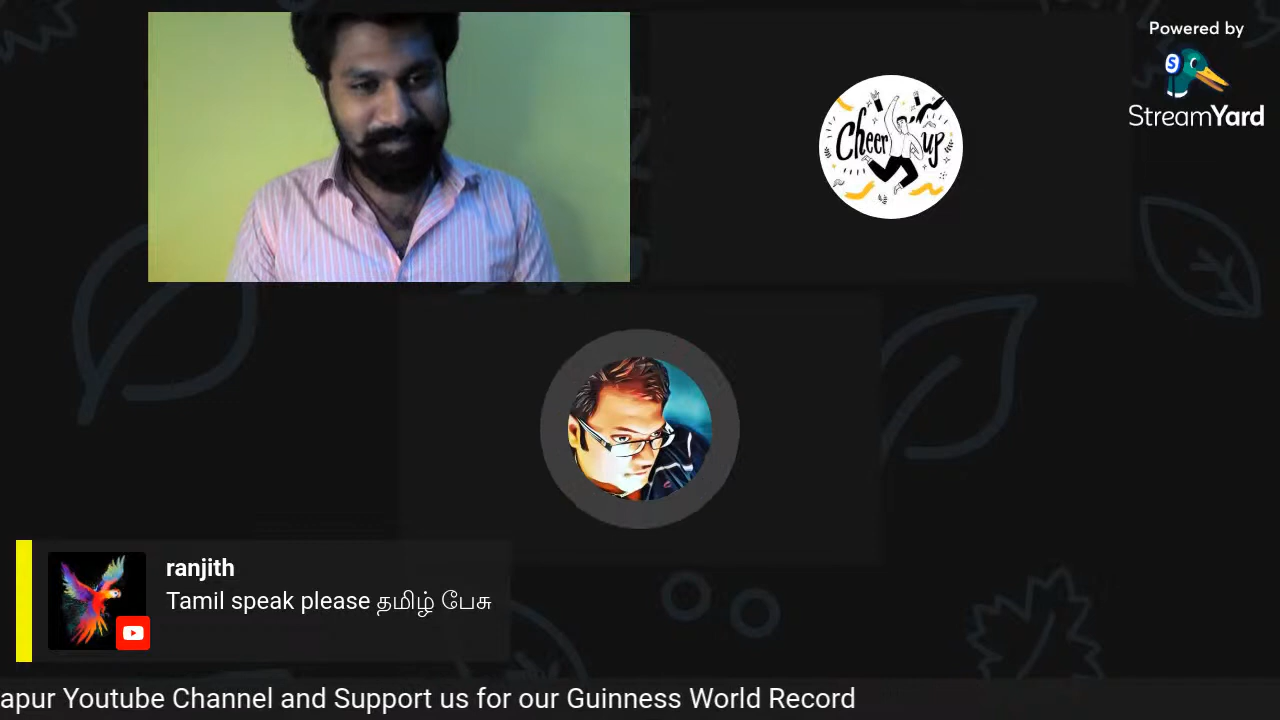 Powered by
StreamYard
Cheer up
ranjith
Tamil speak please தமிழ் பேசு
apur Youtube Channel and Support us for our Guinness World Record